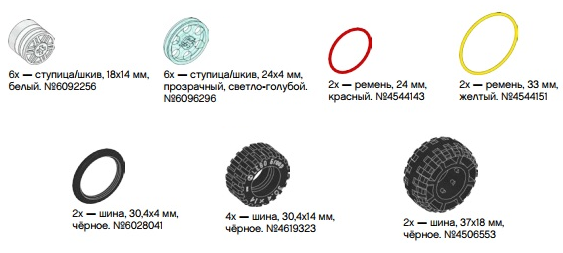 6x — ступица/шкив, 18x14 мм,
белый. №6092256
6x — ступица/шкив, 24x4 мм,
прозрачный, светло-голубой.
№6096296
2x — ремень, 24 мм,
красный. №4544143
2x — ремень, 33 мм,
желтый. №4544151
2x — шина, 30,4x4 мм,
чёрное. №6028041
4x — шина, 30,4x14 мм,
чёрное. №4619323
2x — шина, 37x18 мм,
чёрное. №4506553